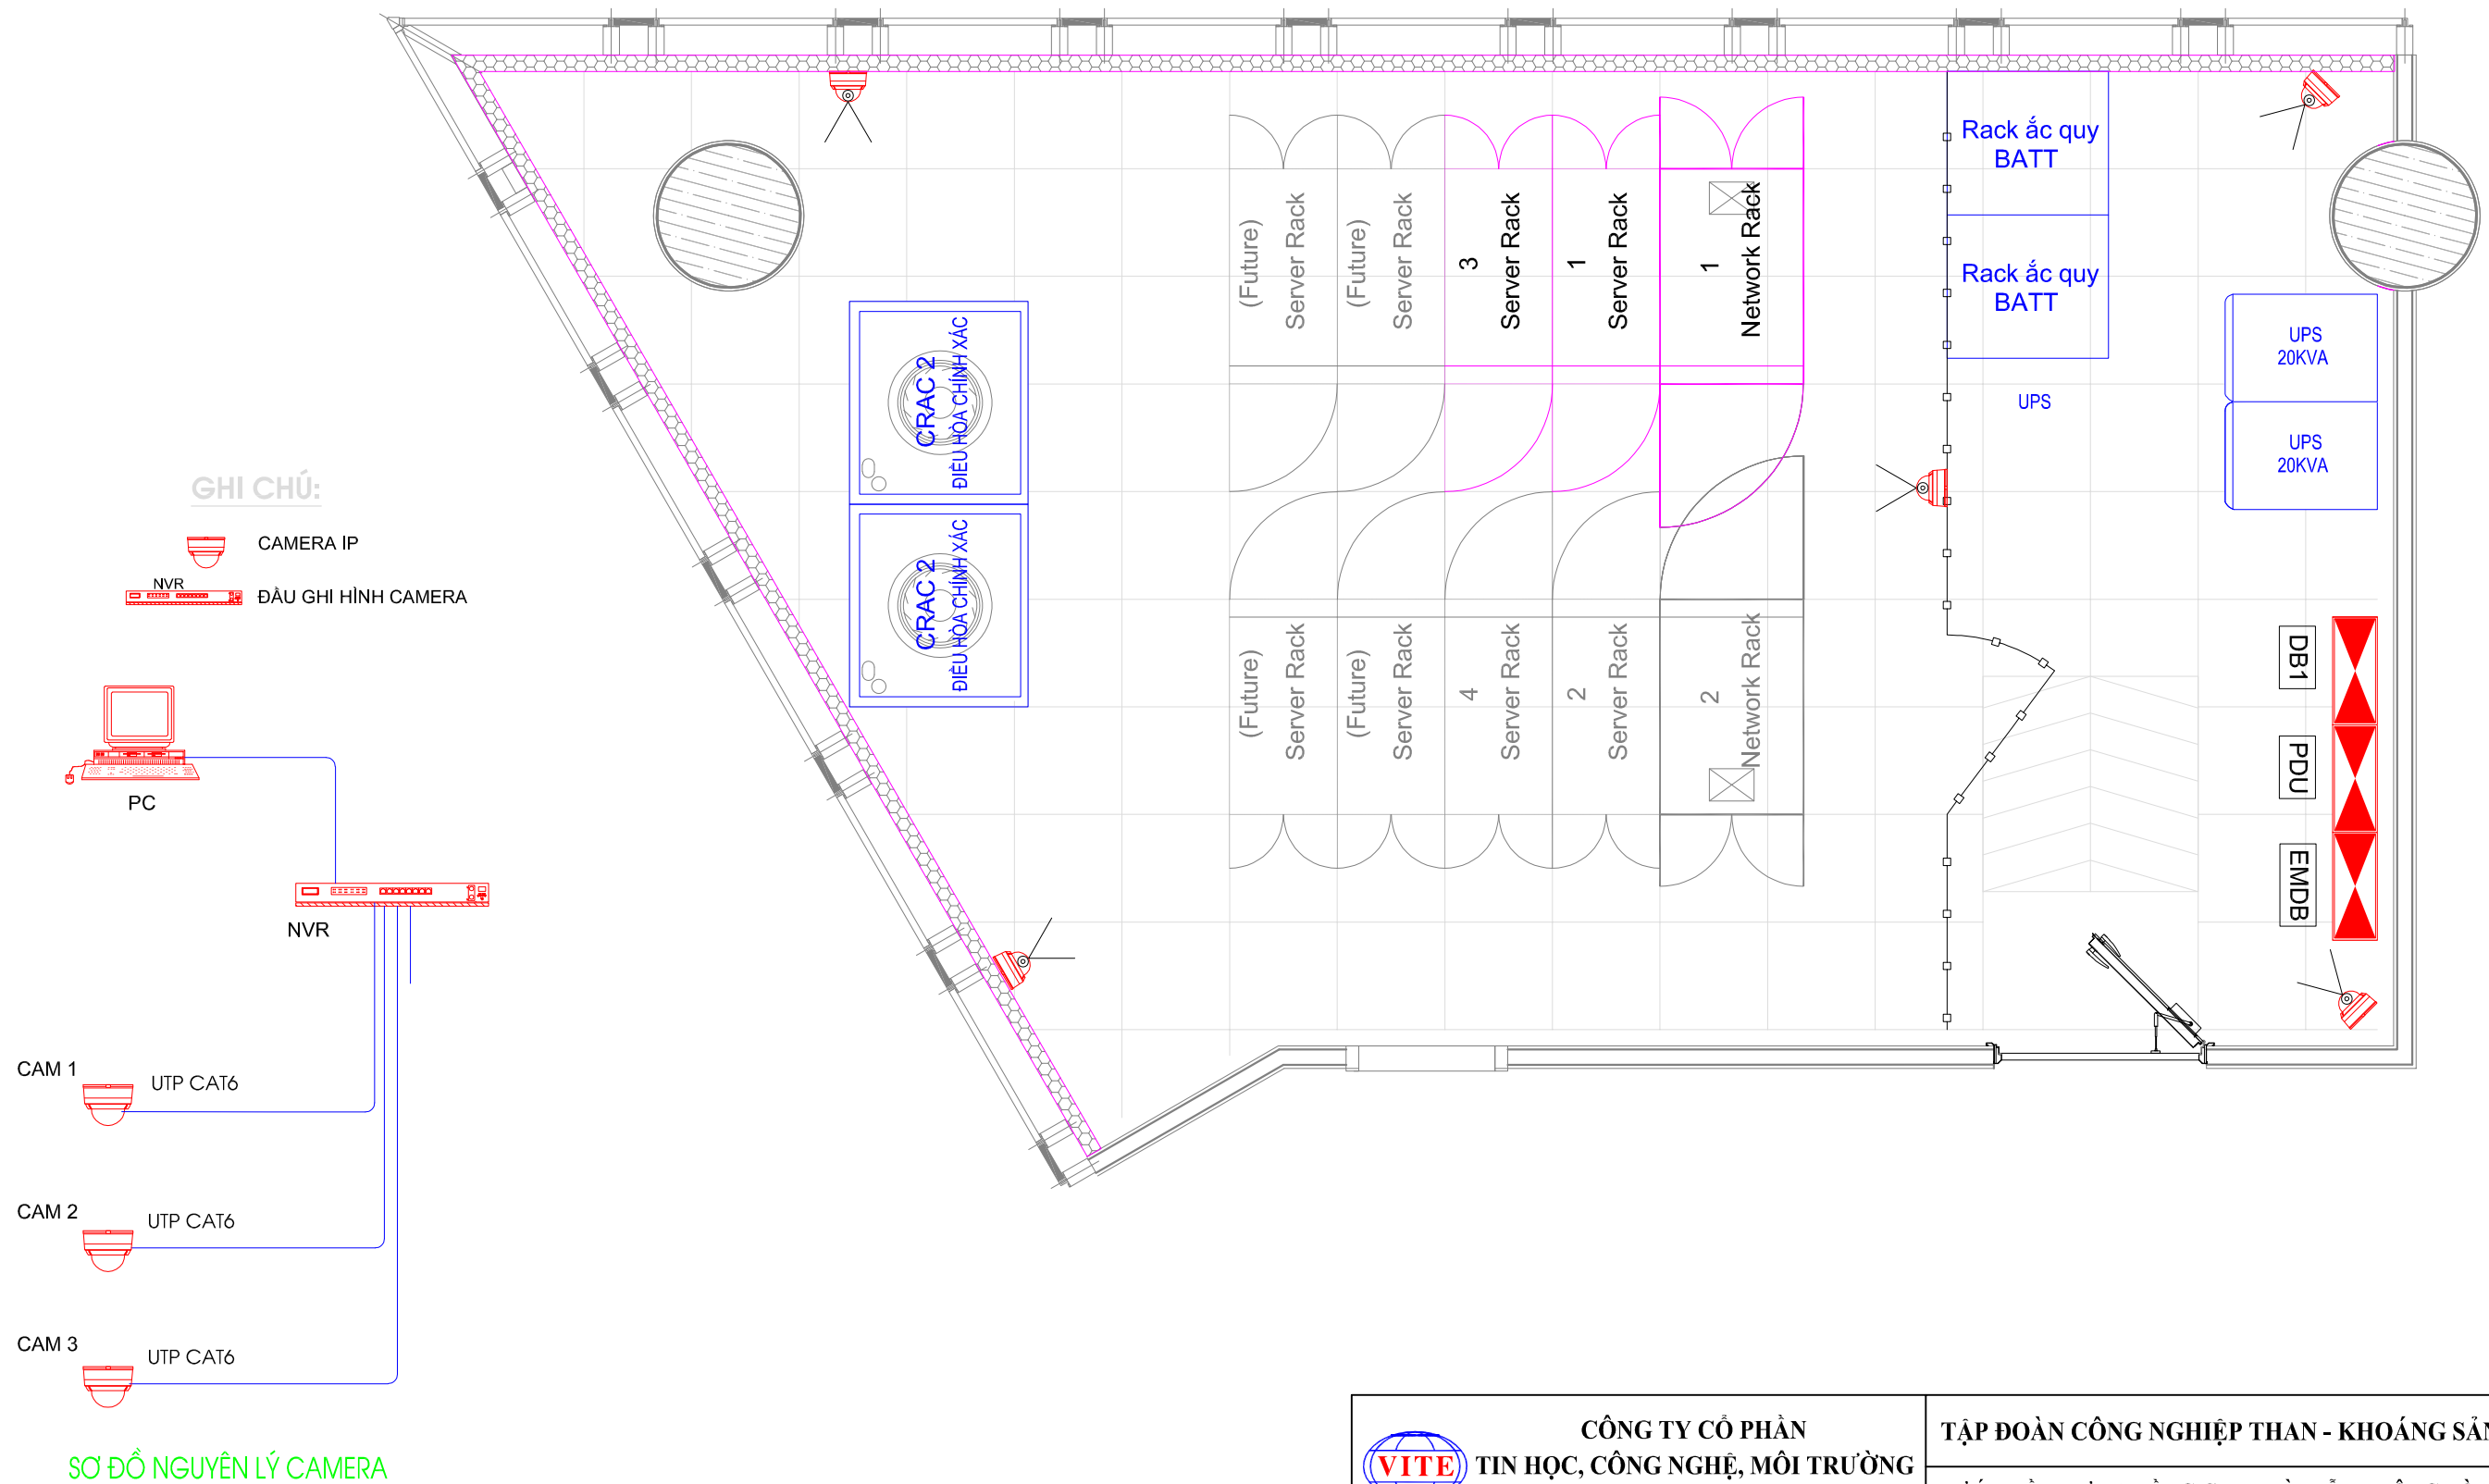 Rack ắc quy
BATT
Rack ắc quy
BATT
UPS
UPS
20KVA
UPS
20KVA
(Future)
Server Rack
(Future)
Server Rack
3
Server Rack
1
Server Rack
1
Network Rack
CRAC 2
ĐIỀU HÒA CHÍNH XÁC
CRAC 2
ĐIỀU HÒA CHÍNH XÁC
(Future)
Server Rack
(Future)
Server Rack
4
Server Rack
2
Server Rack
2
Network Rack
DB1
PDU
EMDB
GHI CHÚ:
CAMERA IP
NVR
ĐẦU GHI HÌNH CAMERA
PC
NVR
CAM 1
UTP CAT6
CAM 2
UTP CAT6
CAM 3
UTP CAT6
SƠ ĐỒ NGUYÊN LÝ CAMERA
VITE
CÔNG TY CỔ PHẦN
TIN HỌC, CÔNG NGHỆ, MÔI TRƯỜNG
TẬP ĐOÀN CÔNG NGHIỆP THAN - KHOÁNG SẢN